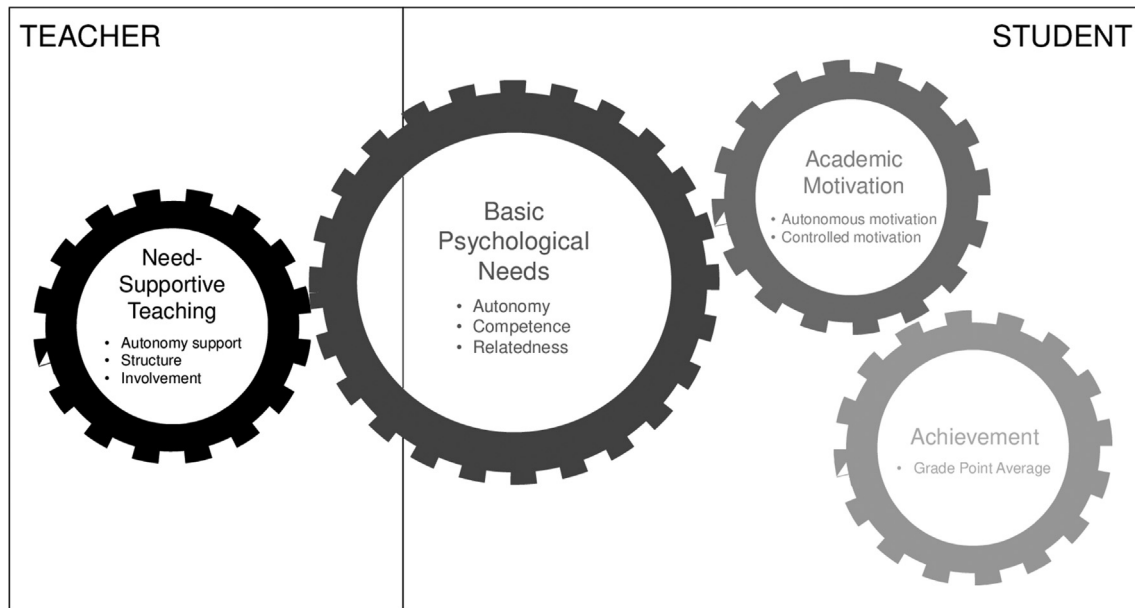 TEACHER
STUDENT
Need-
Supportive
Teaching
• Autonomy support
• Structure
• Involvement
Basic
Psychological
Needs
• Autonomy
• Competence
• Relatedness
Academic
Motivation
• Autonomous motivation
• Controlled motivation
Achievement
• Grade Point Average